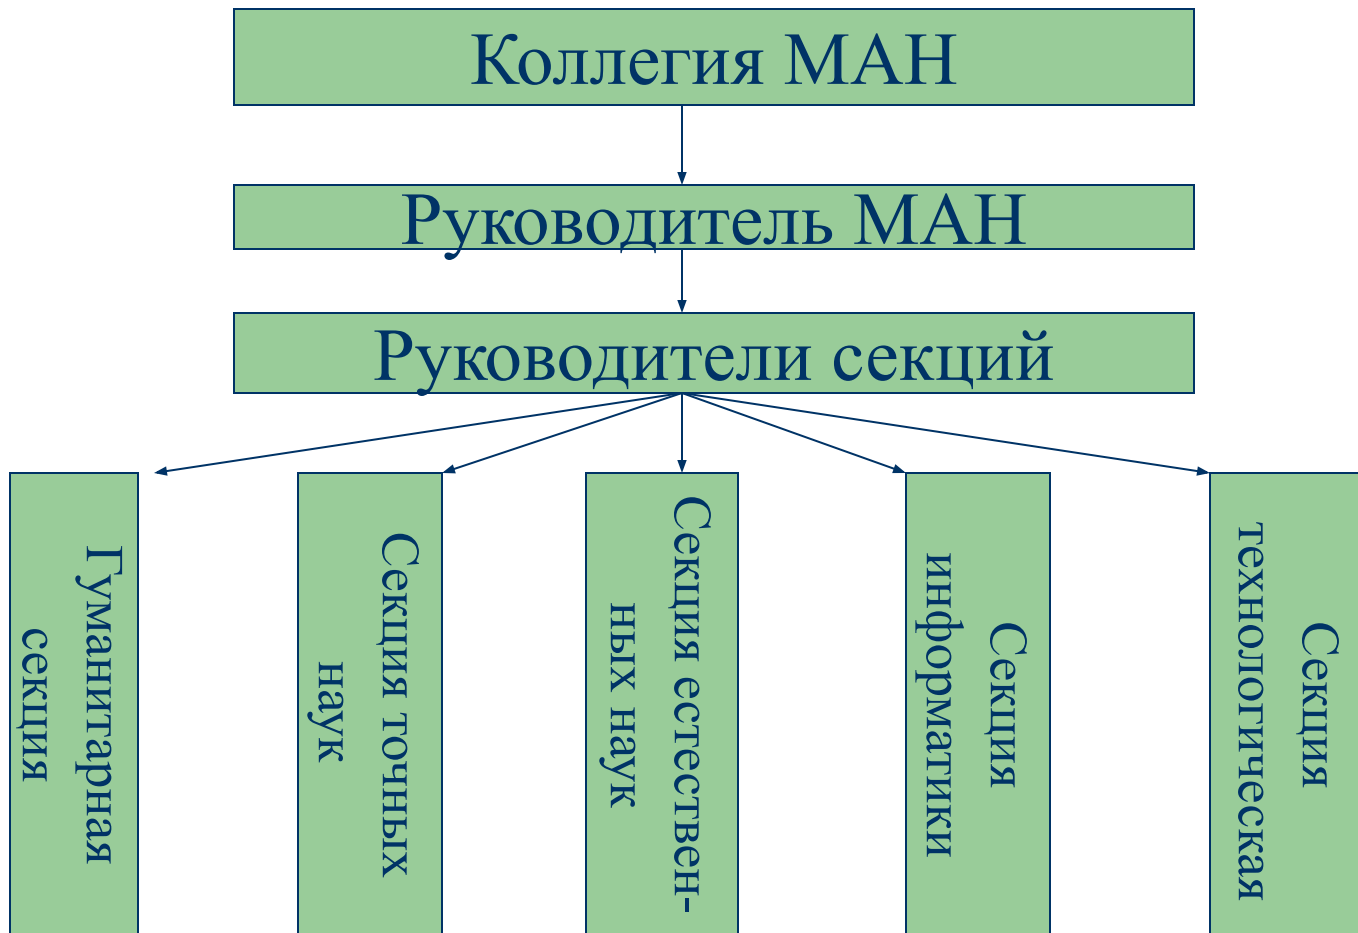 Коллегия МАН
Руководитель МАН
Руководители секций
Гуманитарная
секция
Секция точных
наук
Секция естествен-
ных наук
Секция
информатики
Секция
технологическая